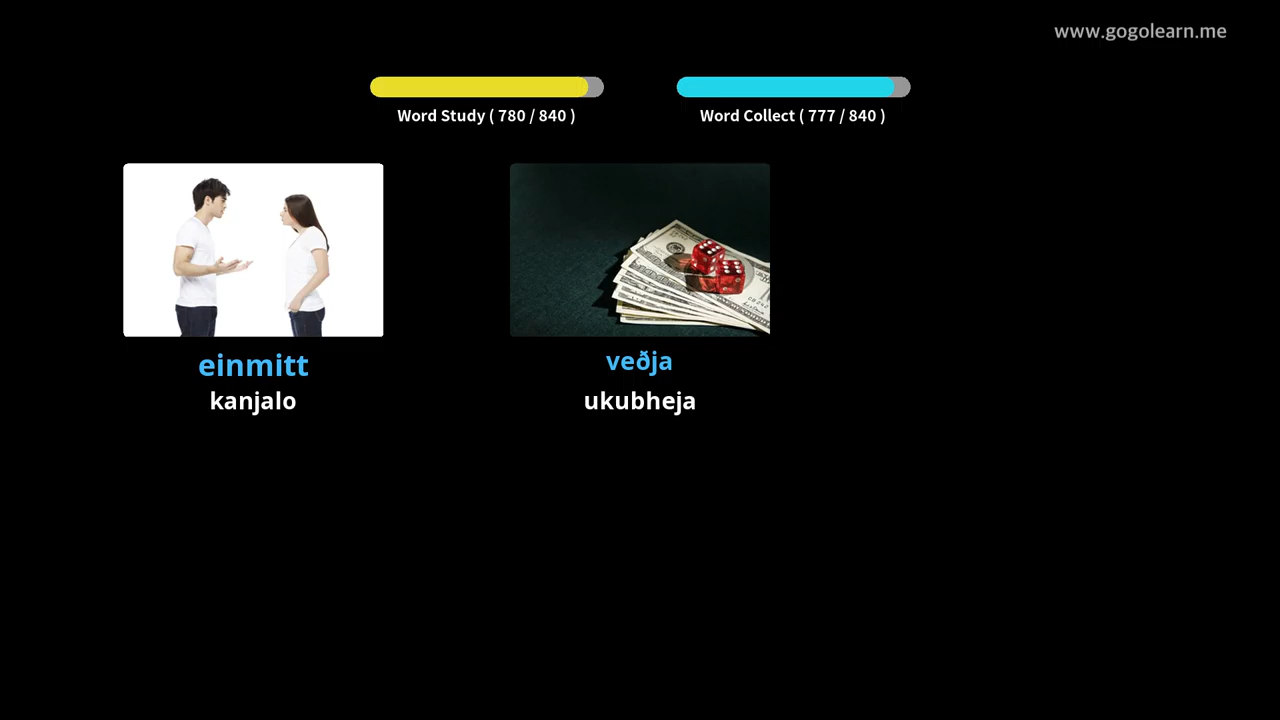 www.gogolearn.me
Word Study ( 780 / 840 )
Word Collect ( 777 / 840 )
einmitt
kanjalo
veðja
ukubheja